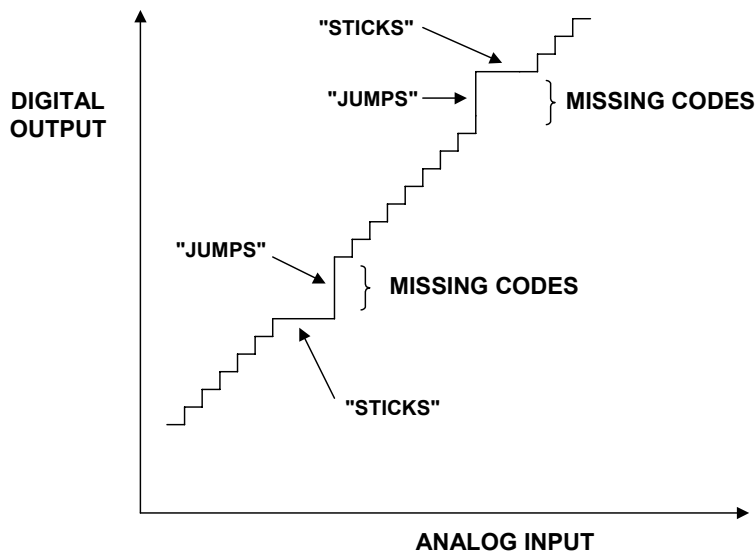 "STICKS"
DIGITAL
OUTPUT
"JUMPS"
MISSING CODES
"JUMPS"
MISSING CODES
"STICKS"
ANALOG INPUT